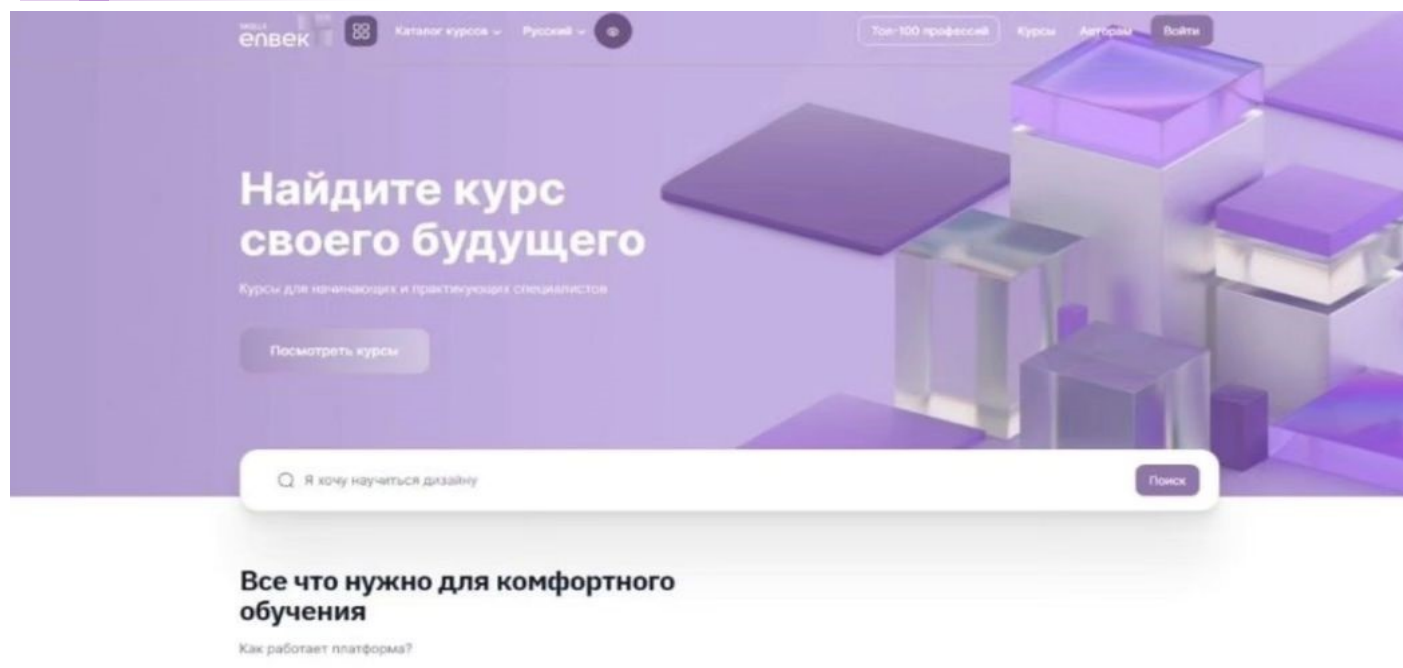 SKILLS
enbek
Каталог курсов
Русский
Топ-100 профессий
Курсы
Авторам
Войти
Найдите курс
своего будущего
Курсы для начинающих и практикующих специалистов
Посмотреть курсы
Я хочу научиться дизайну
Поиск
Все что нужно для комфортного
обучения
Как работает платформа?